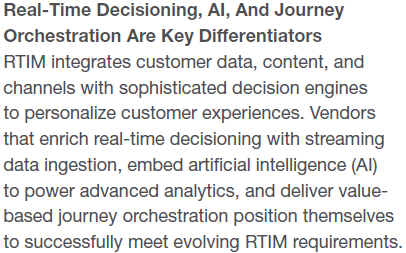 Real-Time Decisioning, AI, And Journey
Orchestration Are Key Differentiators
RTIM integrates customer data, content, and
channels with sophisticated decision engines
to personalize customer experiences. Vendors
that enrich real-time decisioning with streaming
data ingestion, embed artificial intelligence (AI)
to power advanced analytics, and deliver value-
based journey orchestration position themselves
to successfully meet evolving RTIM requirements.